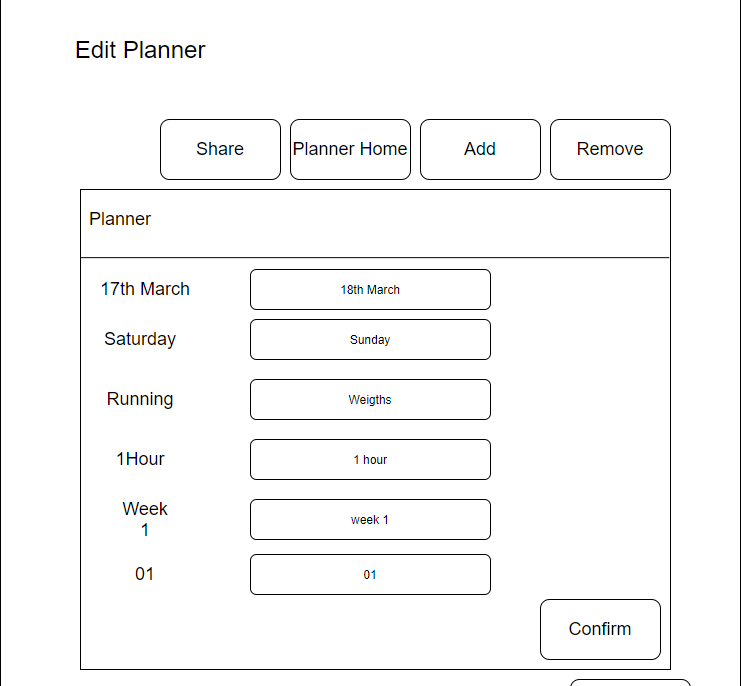 Edit Planner
Share Planner Home Add Remove
Planner
17th March 18th March
Saturday Sunday
Running Weigths
1Hour 1 hour
Week
1 week 1
01 01
Confirm